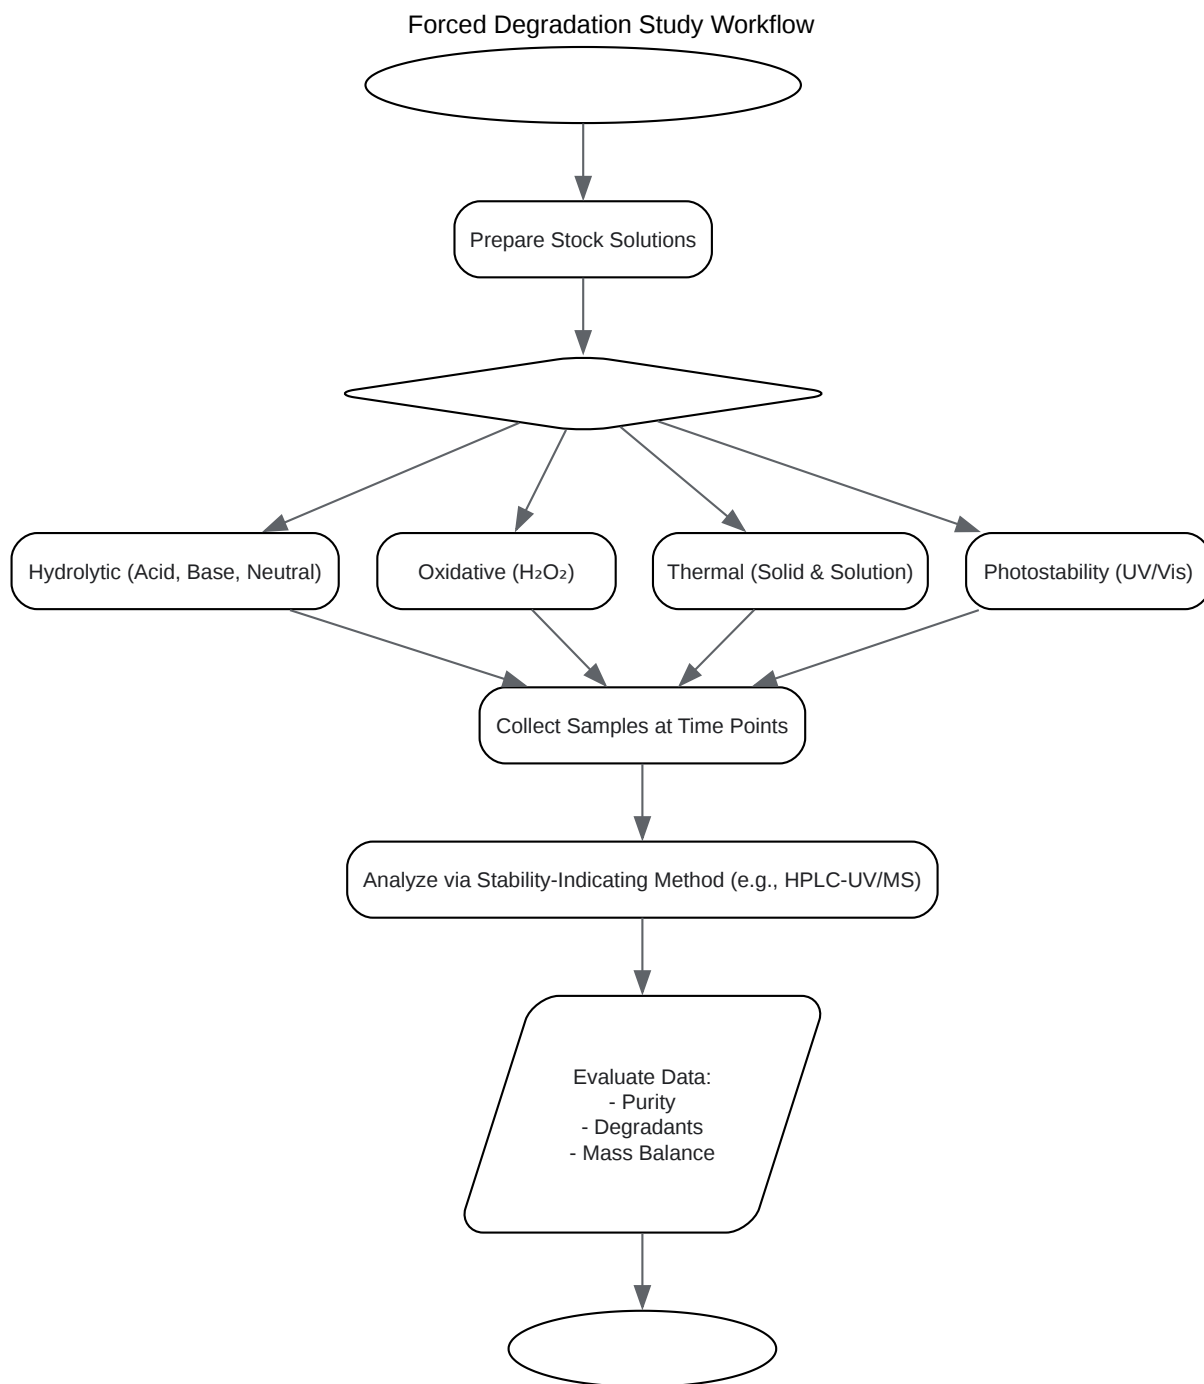 Forced Degradation Study Workflow
Prepare Stock Solutions
Hydrolytic (Acid, Base, Neutral)
Oxidative (H₂O₂)
Thermal (Solid & Solution)
Photostability (UV/Vis)
Collect Samples at Time Points
Analyze via Stability-Indicating Method (e.g., HPLC-UV/MS)
Evaluate Data:
- Purity
- Degradants
- Mass Balance